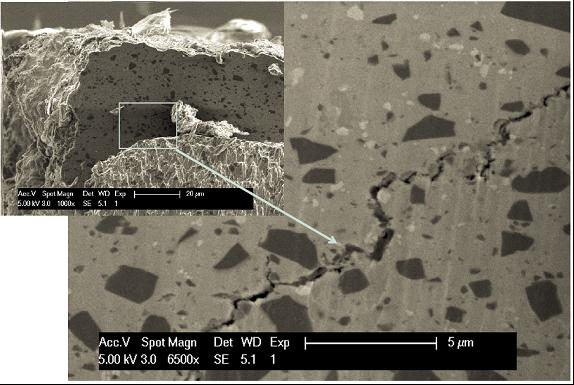 Acc.V Spot Magn Det WD Exp 20 µm
5.00 kV 3.0 1000x SE 5.1 1
Acc.V Spot Magn Det WD Exp 5 µm
5.00 kV 3.0 6500x SE 5.1 1